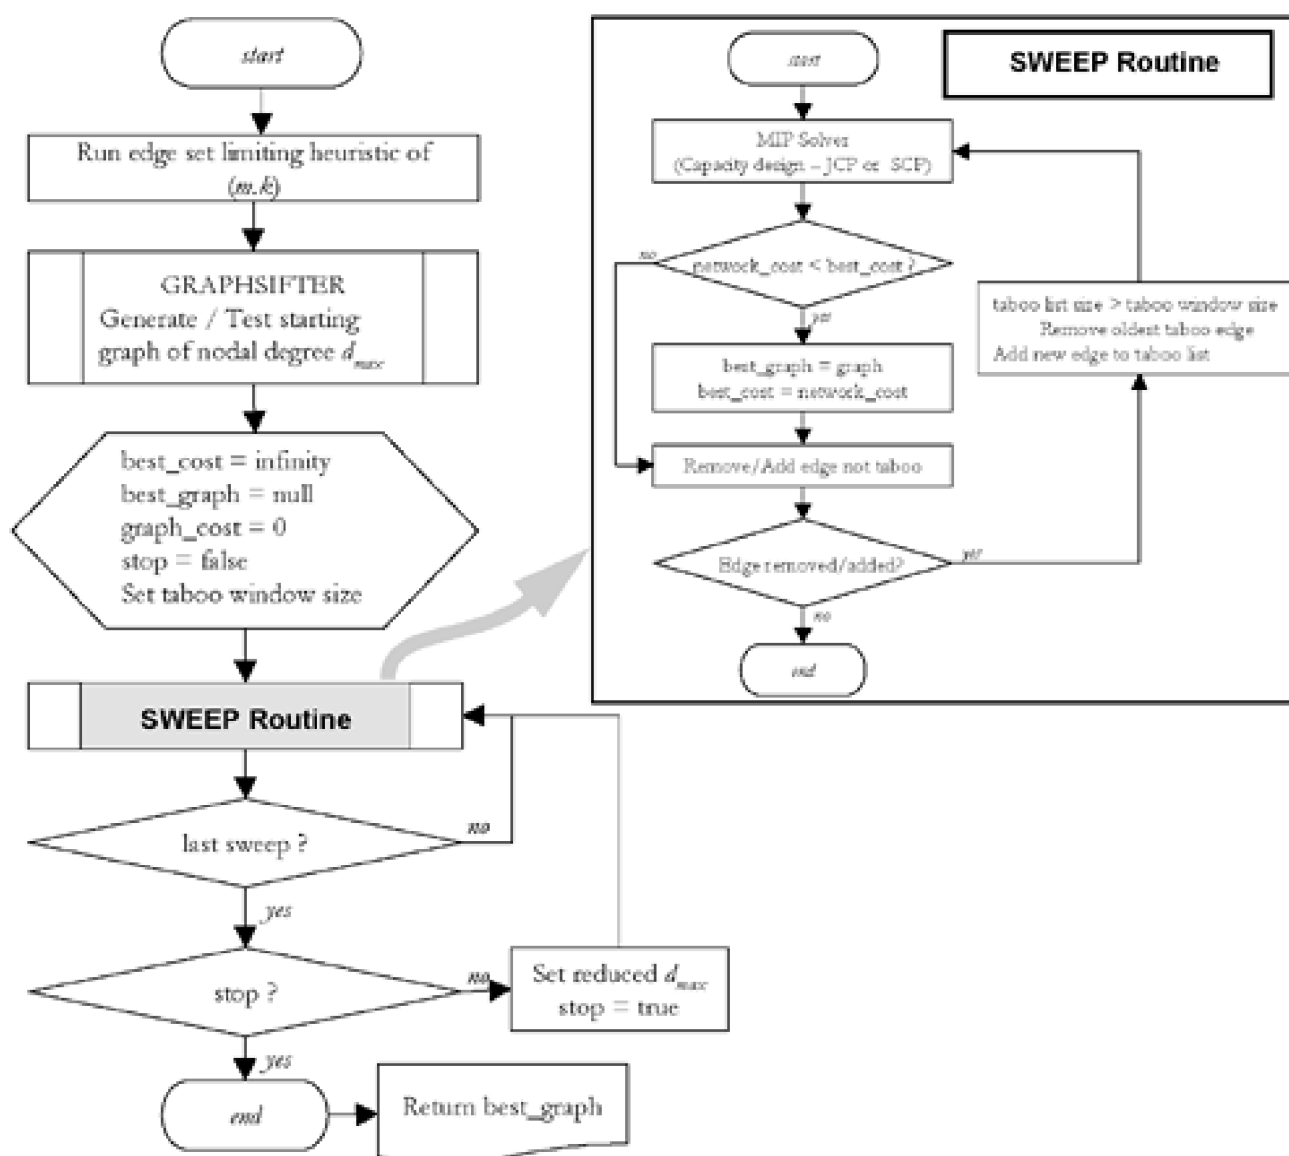 start
Run edge set limiting heuristic of
(m,k)
GRAPHSIFTER
Generate / Test starting
graph of nodal degree dmax
best_cost = infinity
best_graph = null
graph_cost = 0
stop = false
Set taboo window size
SWEEP Routine
last sweep ?
no
yes
stop ?
no
Set reduced dmax
stop = true
yes
end
Return best_graph
SWEEP Routine
start
MIP Solver
(Capacity design – JCP or SCP)
network_cost < best_cost ?
no
yes
best_graph = graph
best_cost = network_cost
Remove/Add edge not taboo
Edge removed/added?
yes
no
end
taboo list size > taboo window size
Remove oldest taboo edge
Add new edge to taboo list